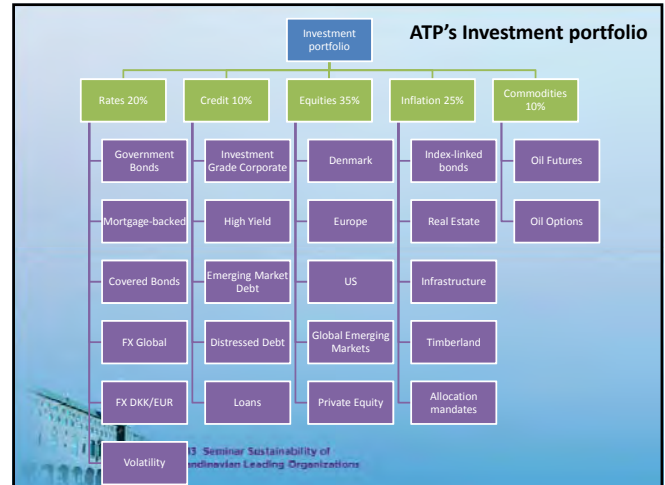 ATP's Investment portfolio
Investment
portfolio
Rates 20%
Credit 10%
Equities 35%
Inflation 25%
Commodities
10%
Government
Bonds
Mortgage-backed
Covered Bonds
FX Global
FX DKK/EUR
Volatility
Investment
Grade Corporate
High Yield
Emerging Market
Debt
Distressed Debt
Loans
Denmark
Europe
US
Global Emerging
Markets
Private Equity
Index-linked
bonds
Real Estate
Infrastructure
Timberland
Allocation
mandates
Oil Futures
Oil Options
Seminar Sustainability of
Leading Organizations